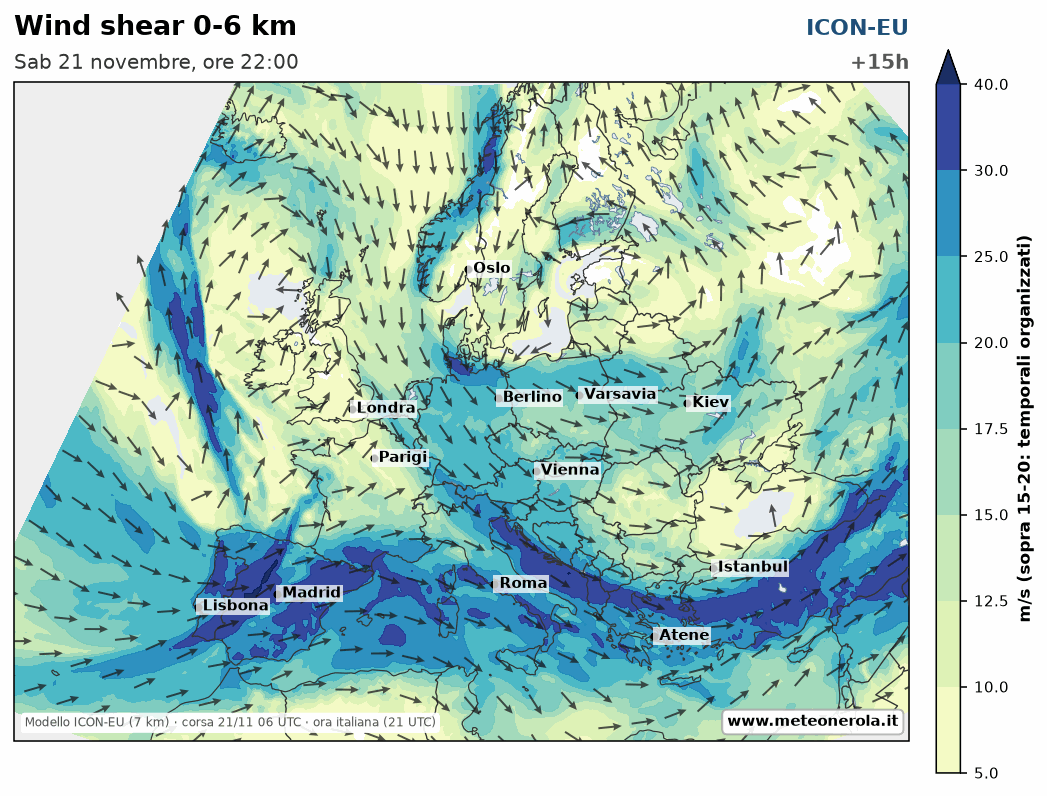 Wind shear 0-6 km
ICON-EU
Sab 21 novembre, ore 22:00
+15h
40.0
30.0
25.0
20.0
17.5
15.0
12.5
10.0
5.0
m/s (sopra 15-20: temporali organizzati)
Oslo
Berlino
Varsavia
Kiev
Londra
Parigi
Vienna
Istanbul
Roma
Madrid
Lisbona
Atene
Modello ICON-EU (7 km) · corsa 21/11 06 UTC · ora italiana (21 UTC)
www.meteonerola.it